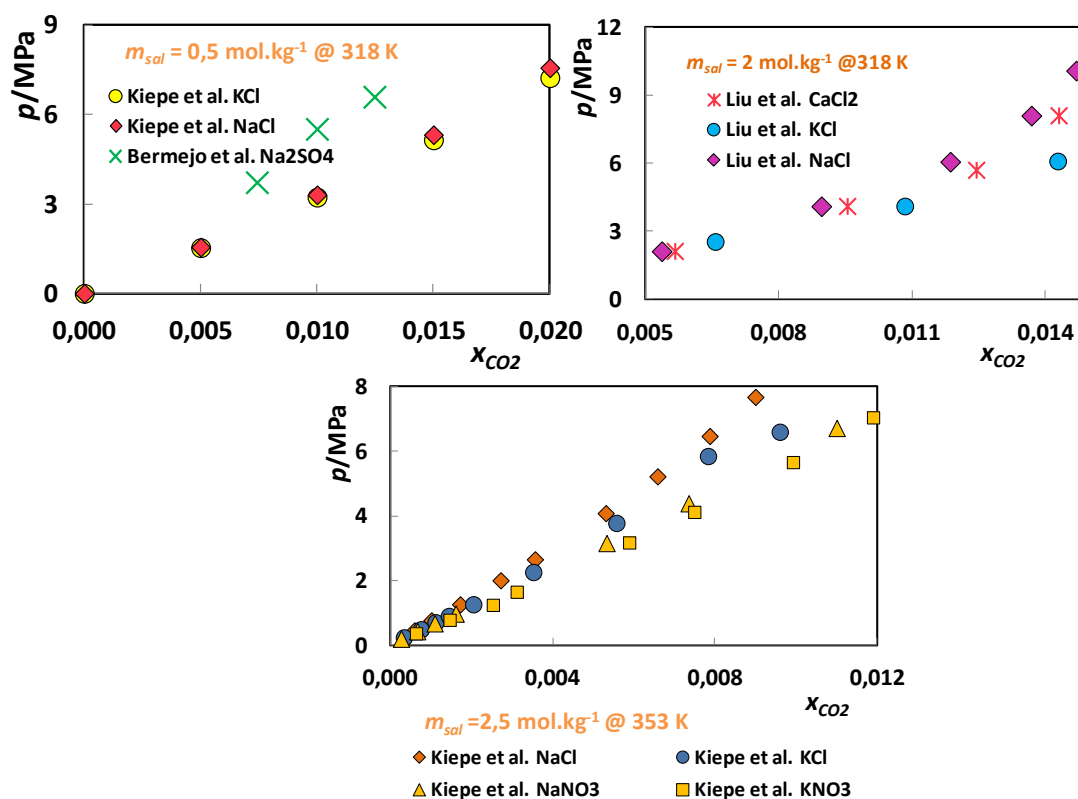 p/MPa
9
6
3
0
m_sal = 0,5 mol.kg⁻¹ @ 318 K
Kiepe et al. KCl
Kiepe et al. NaCl
Bermejo et al. Na2SO4
0,000 0,005 0,010 0,015 0,020
x_CO2
p/MPa
12
9
6
3
0
m_sal = 2 mol.kg⁻¹ @318 K
Liu et al. CaCl2
Liu et al. KCl
Liu et al. NaCl
0,005 0,008 0,011 0,014
x_CO2
p/MPa
8
6
4
2
0
0,000 0,004 0,008 0,012
x_CO2
m_sal =2,5 mol.kg⁻¹ @ 353 K
Kiepe et al. NaCl Kiepe et al. KCl
Kiepe et al. NaNO3 Kiepe et al. KNO3